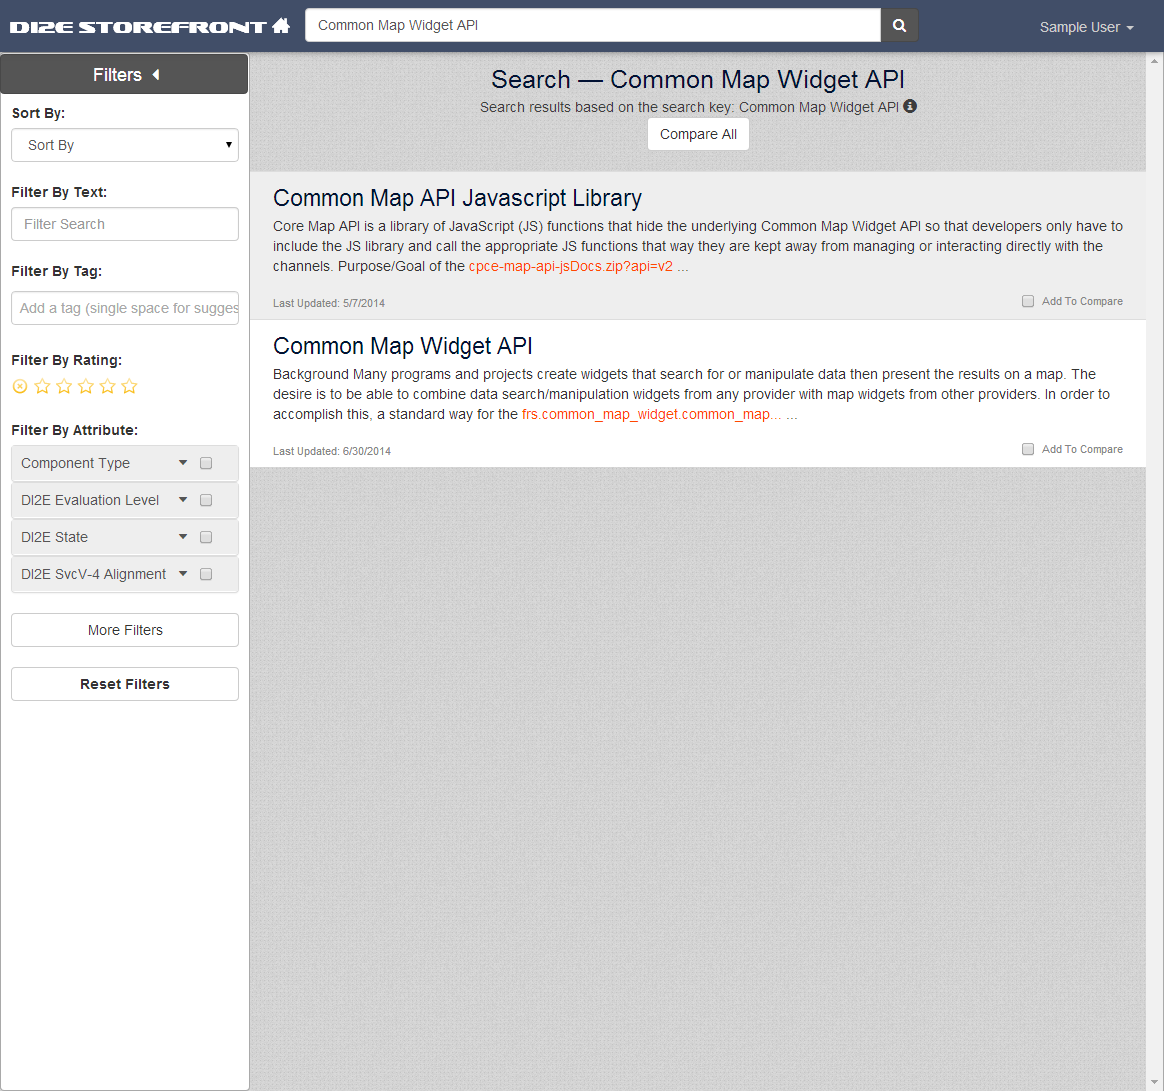 DI2E STOREFRONT
Common Map Widget API
Sample User
Filters
Sort By:
Sort By
Filter By Text:
Filter Search
Filter By Tag:
Add a tag (single space for sugges
Filter By Rating:
Filter By Attribute:
Component Type
DI2E Evaluation Level
DI2E State
DI2E SvcV-4 Alignment
More Filters
Reset Filters
Search — Common Map Widget API
Search results based on the search key: Common Map Widget API
Compare All
Common Map API Javascript Library
Core Map API is a library of JavaScript (JS) functions that hide the underlying Common Map Widget API so that developers only have to
include the JS library and call the appropriate JS functions that way they are kept away from managing or interacting directly with the
channels. Purpose/Goal of the cpce-map-api-jsDocs.zip?api=v2 ...
Last Updated: 5/7/2014
Add To Compare
Common Map Widget API
Background Many programs and projects create widgets that search for or manipulate data then present the results on a map. The
desire is to be able to combine data search/manipulation widgets from any provider with map widgets from other providers. In order to
accomplish this, a standard way for the frs.common_map_widget.common_map... ...
Last Updated: 6/30/2014
Add To Compare